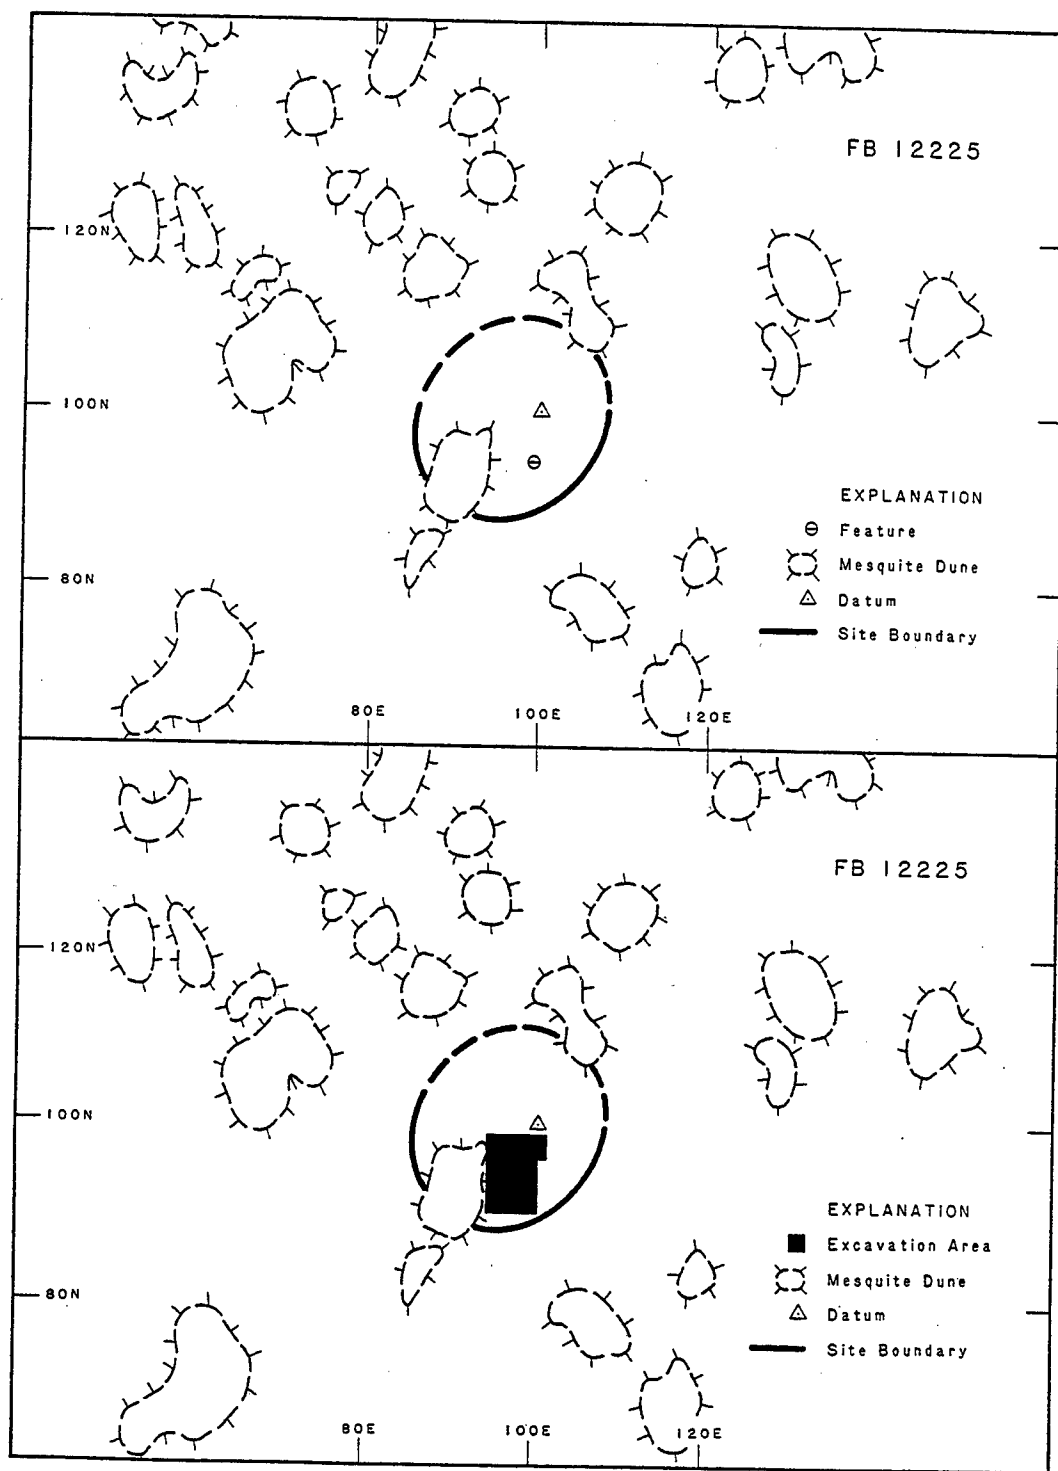 FB 12225
120N
100N
EXPLANATION
Feature
80N
Mesquite Dune
Datum
Site Boundary
80E
100E
120E
FB 12225
120N
100N
EXPLANATION
Excavation Area
Mesquite Dune
80N
Datum
Site Boundary
80E
100E
120E